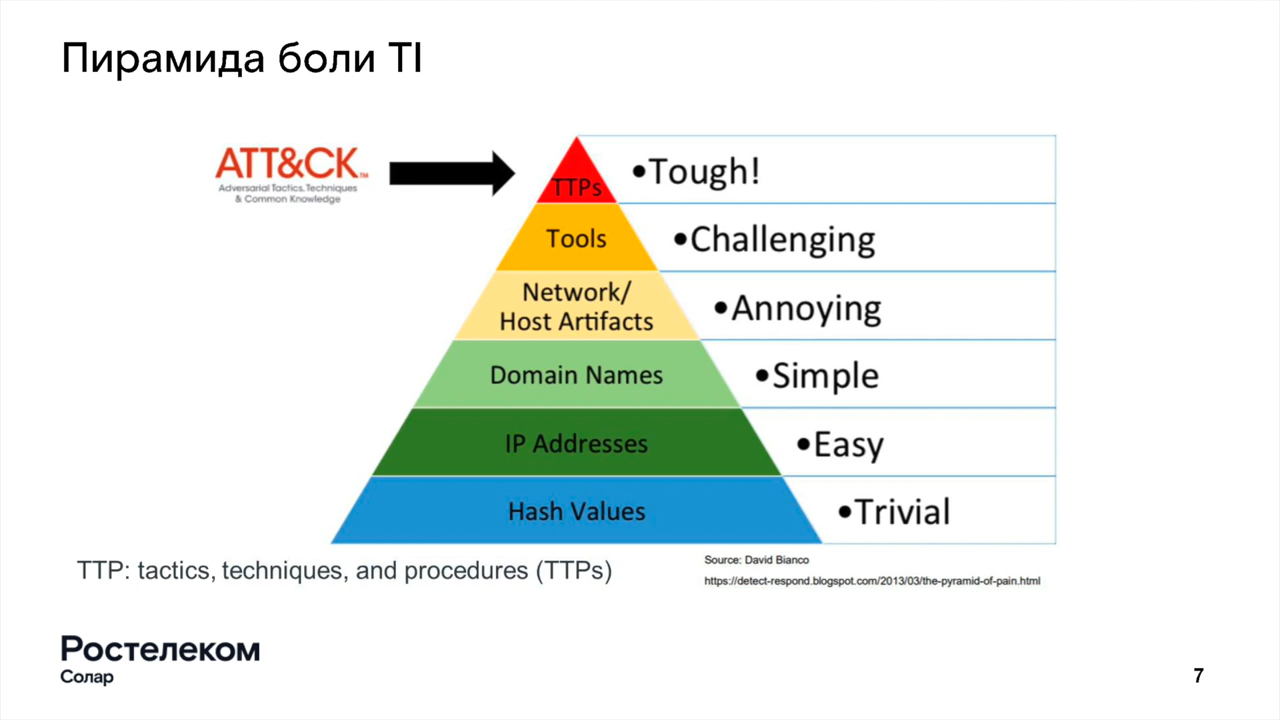 Пирамида боли TI
ATT&CK™
Adversarial Tactics, Techniques
& Common Knowledge
TTPs
•Tough!
Tools
•Challenging
Network/
Host Artifacts
•Annoying
Domain Names
•Simple
IP Addresses
•Easy
Hash Values
•Trivial
TTP: tactics, techniques, and procedures (TTPs)
Source: David Bianco
https://detect-respond.blogspot.com/2013/03/the-pyramid-of-pain.html
Ростелеком
Солар
7